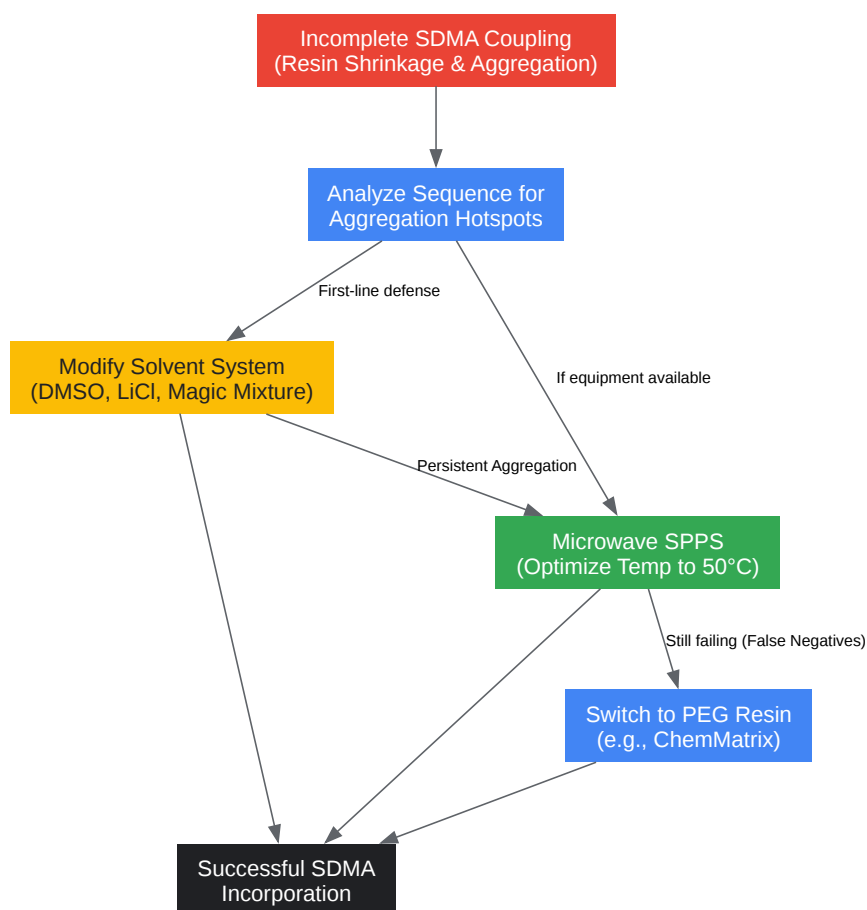 Incomplete SDMA Coupling
(Resin Shrinkage & Aggregation)
Analyze Sequence for
Aggregation Hotspots
First-line defense
Modify Solvent System
(DMSO, LiCl, Magic Mixture)
If equipment available
Persistent Aggregation
Microwave SPPS
(Optimize Temp to 50°C)
Still failing (False Negatives)
Switch to PEG Resin
(e.g., ChemMatrix)
Successful SDMA
Incorporation